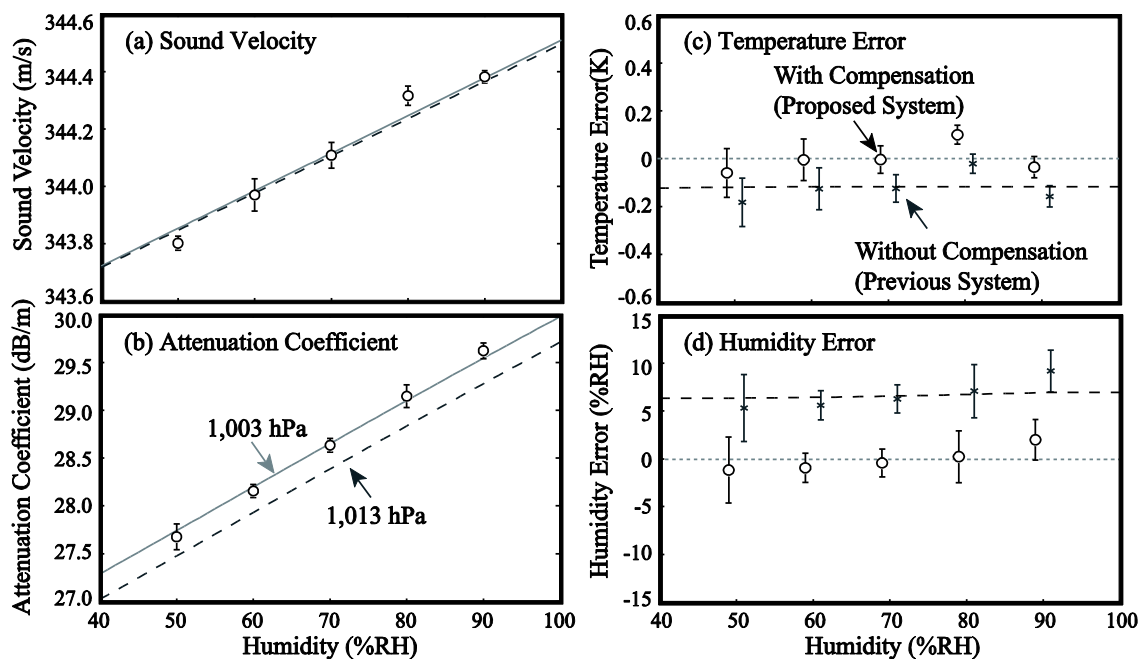 (a) Sound Velocity
Sound Velocity (m/s)
344.6
344.4
344.2
344.0
343.8
343.6
(b) Attenuation Coefficient
Attenuation Coefficient (dB/m)
30.0
29.5
29.0
28.5
28.0
27.5
27.0
1,003 hPa
1,013 hPa
40 50 60 70 80 90 100
Humidity (%RH)
(c) Temperature Error
Temperature Error(K)
0.6
0.4
0.2
0
-0.2
-0.4
-0.6
With Compensation
(Proposed System)
Without Compensation
(Previous System)
(d) Humidity Error
Humidity Error (%RH)
15
10
5
0
-5
-10
-15
40 50 60 70 80 90 100
Humidity (%RH)